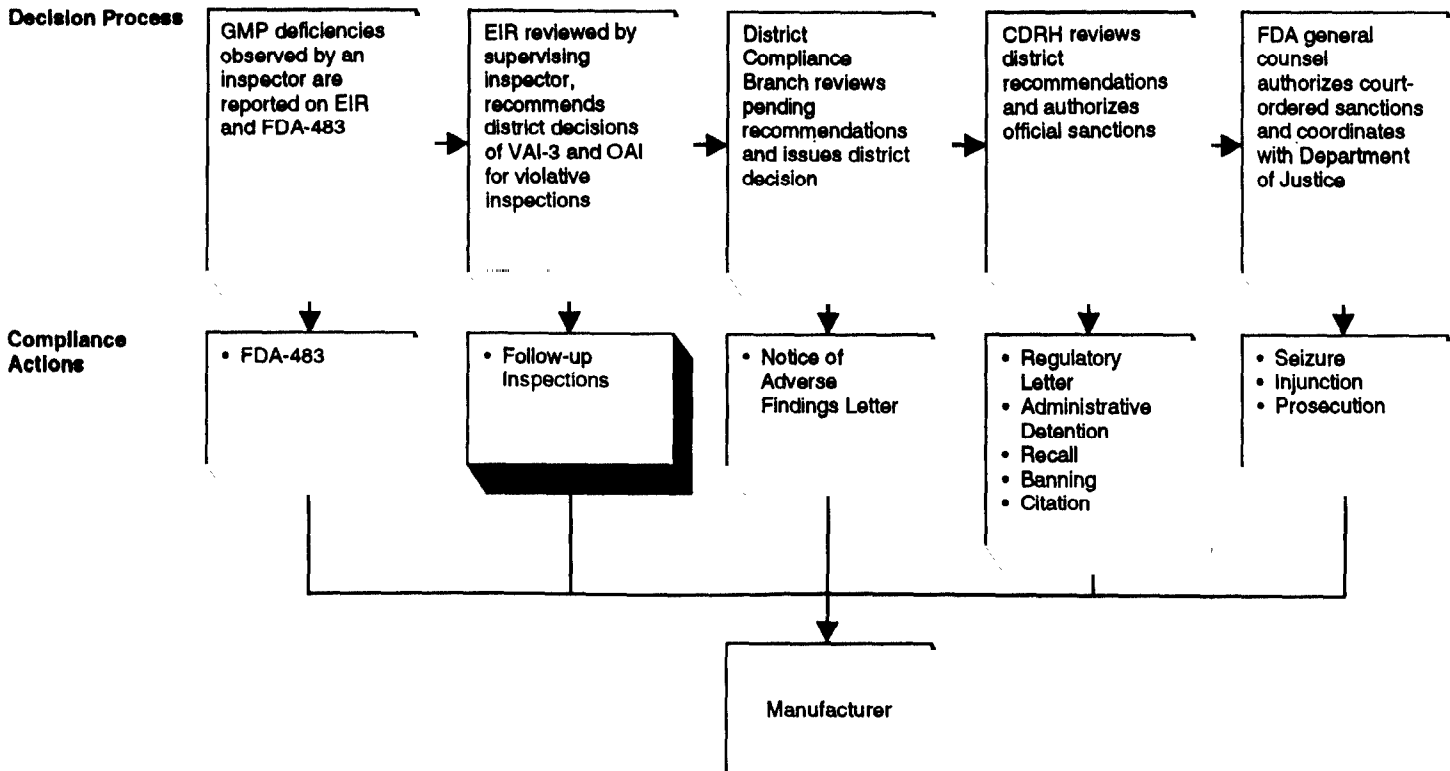 Decision Process
GMP deficiencies
observed by an
inspector are
reported on EIR
and FDA-483
EIR reviewed by
supervising
inspector,
recommends
district decisions
of VAI-3 and OAI
for violative
inspections
District
Compliance
Branch reviews
pending
recommendations
and issues district
decision
CDRH reviews
district
recommendations
and authorizes
official sanctions
FDA general
counsel
authorizes court-
ordered sanctions
and coordinates
with Department
of Justice
Compliance
Actions
• FDA-483
• Follow-up
Inspections
• Notice of
Adverse
Findings Letter
• Regulatory
Letter
• Administrative
Detention
• Recall
• Banning
• Citation
• Seizure
• Injunction
• Prosecution
Manufacturer